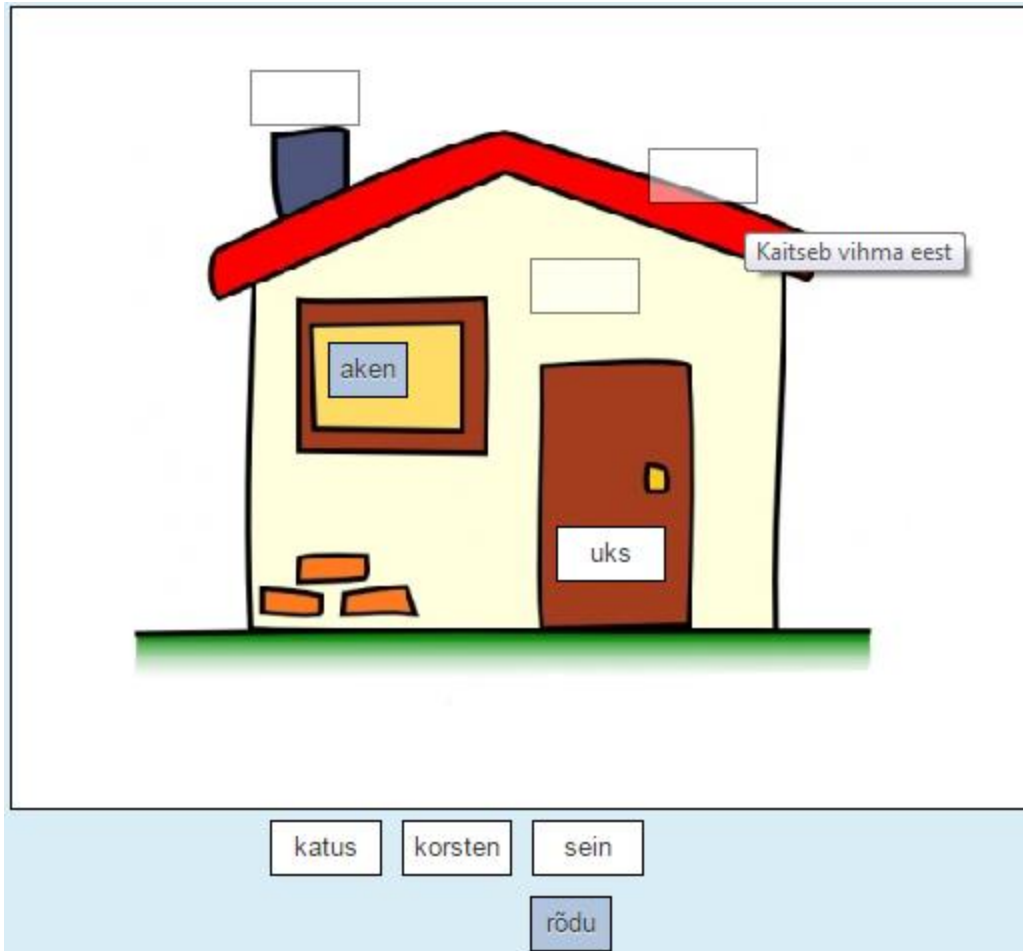 Kaitseb vihma eest
aken
uks
katus korsten sein
rõdu